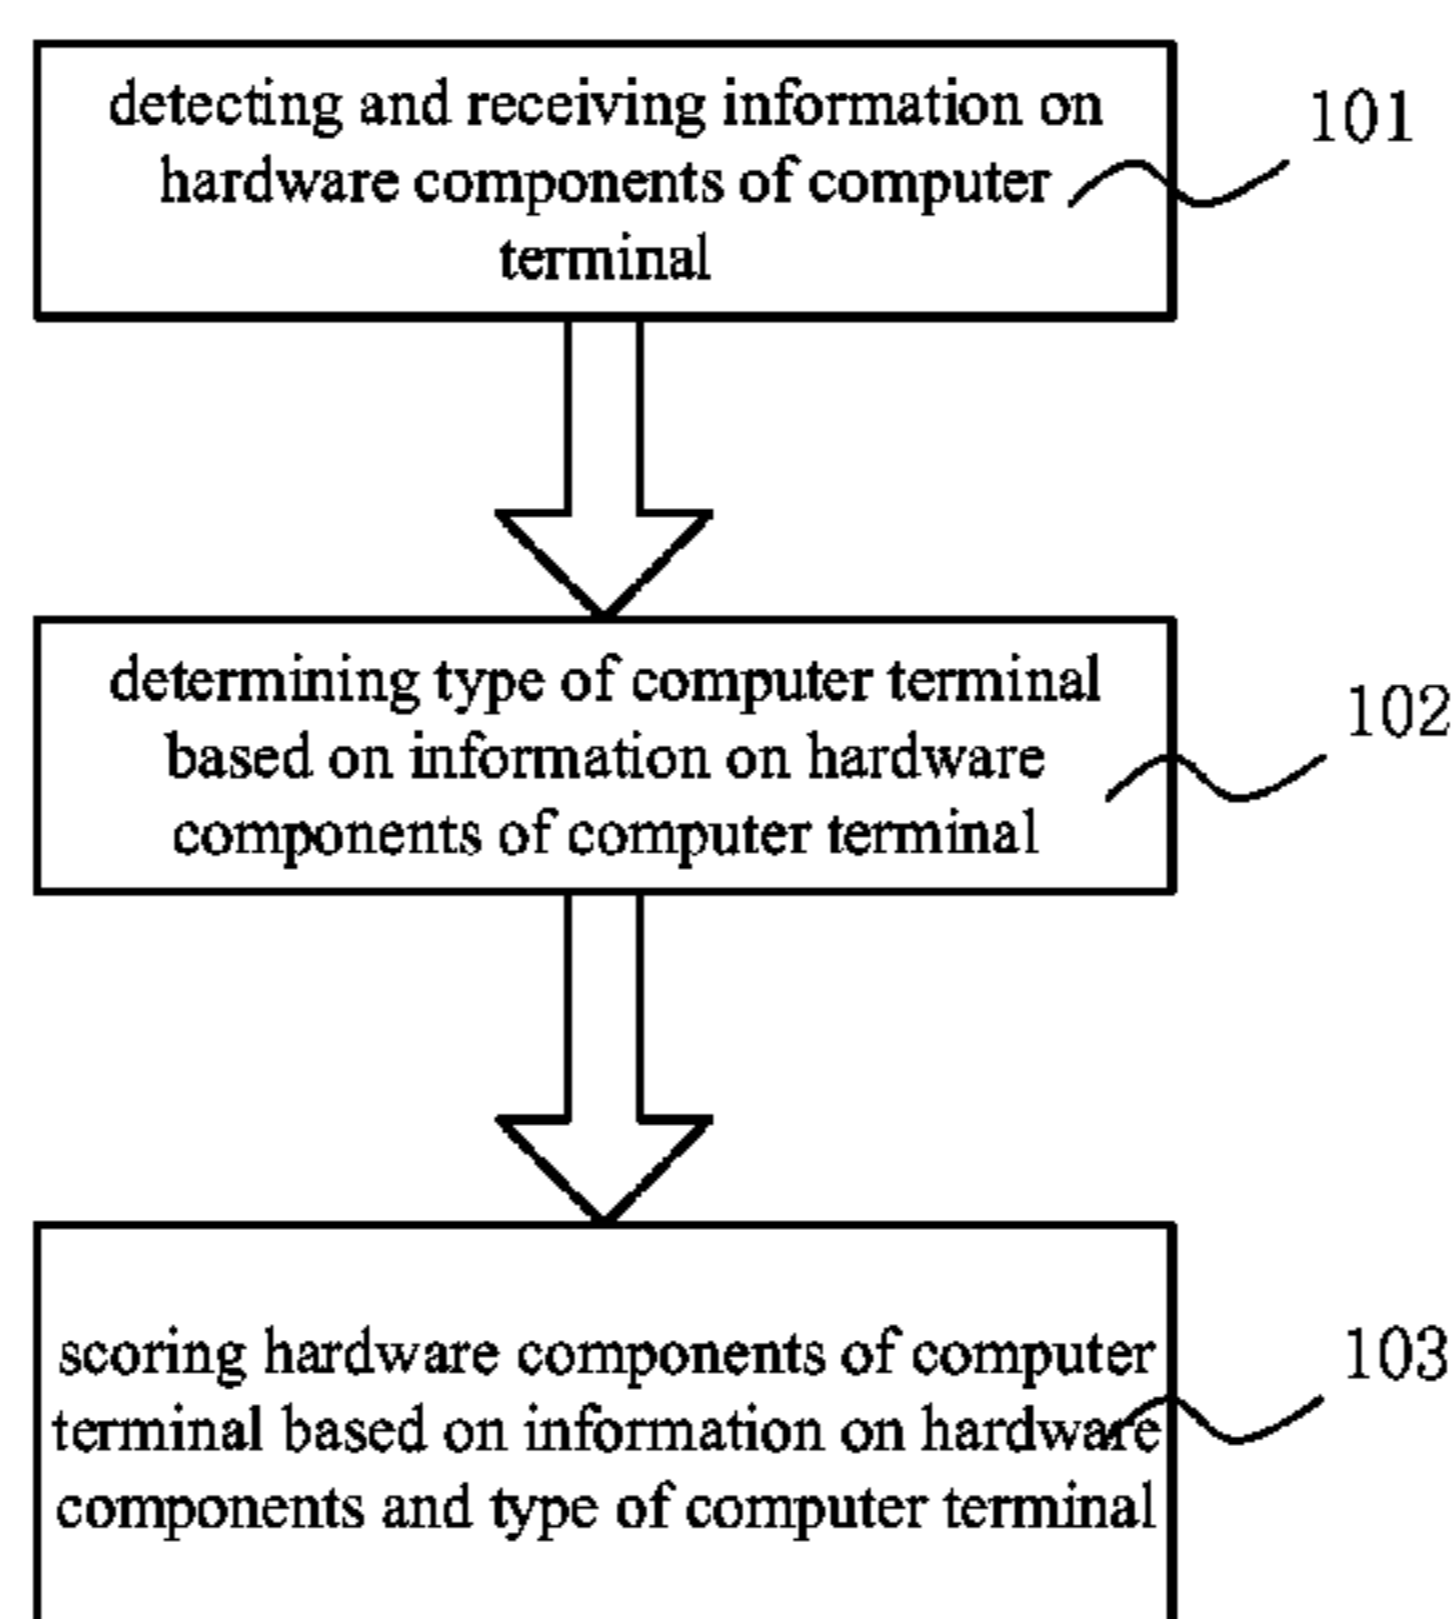 detecting and receiving information on
hardware components of computer
terminal
101
determining type of computer terminal
based on information on hardware
components of computer terminal
102
scoring hardware components of computer
terminal based on information on hardware
components and type of computer terminal
103